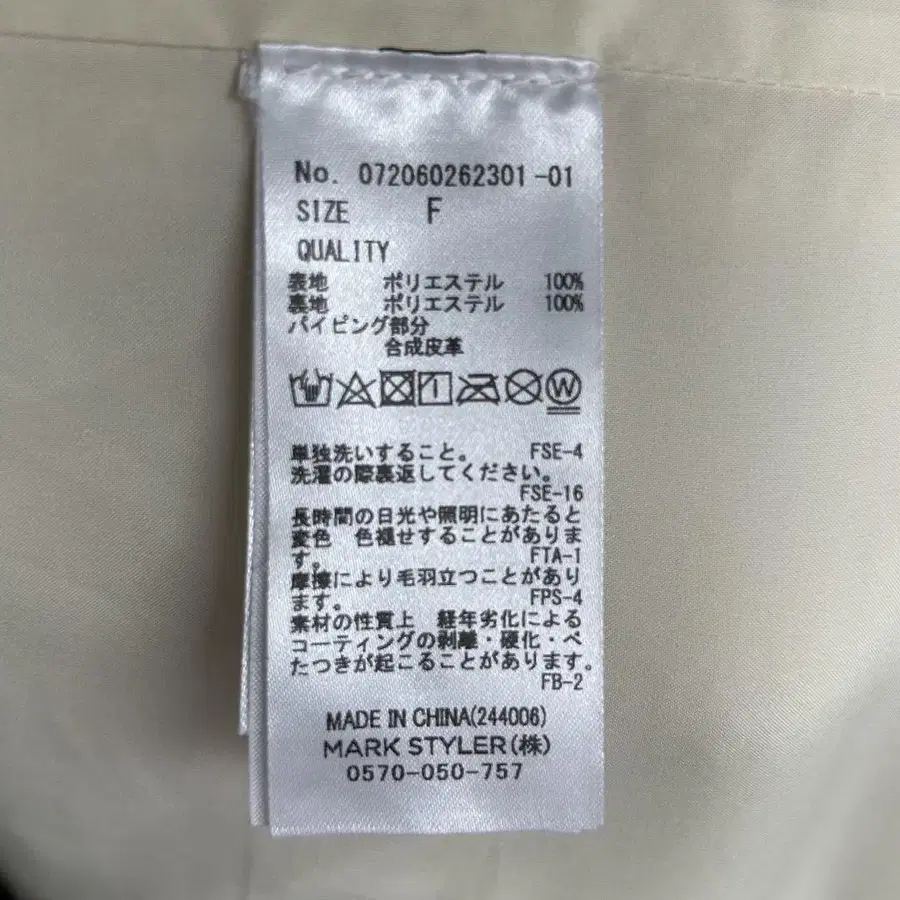 No. 072060262301-01
SIZE F
QUALITY
表地 ポリエステル 100%
裏地 ポリエステル 100%
パイピング部分
合成皮革
W
単独洗いすること。 FSE-4
洗濯の際裏返してください。
FSE-16
長時間の日光や照明にあたると
変色 色褪せすることがありま
す。 FTA-1
摩擦により毛羽立つことがあり
ます。 FPS-4
素材の性質上 経年劣化による
コーティングの剥離・硬化・べ
たつきが起こることがあります。
FB-2
MADE IN CHINA(244006)
MARK STYLER(株)
0570-050-757